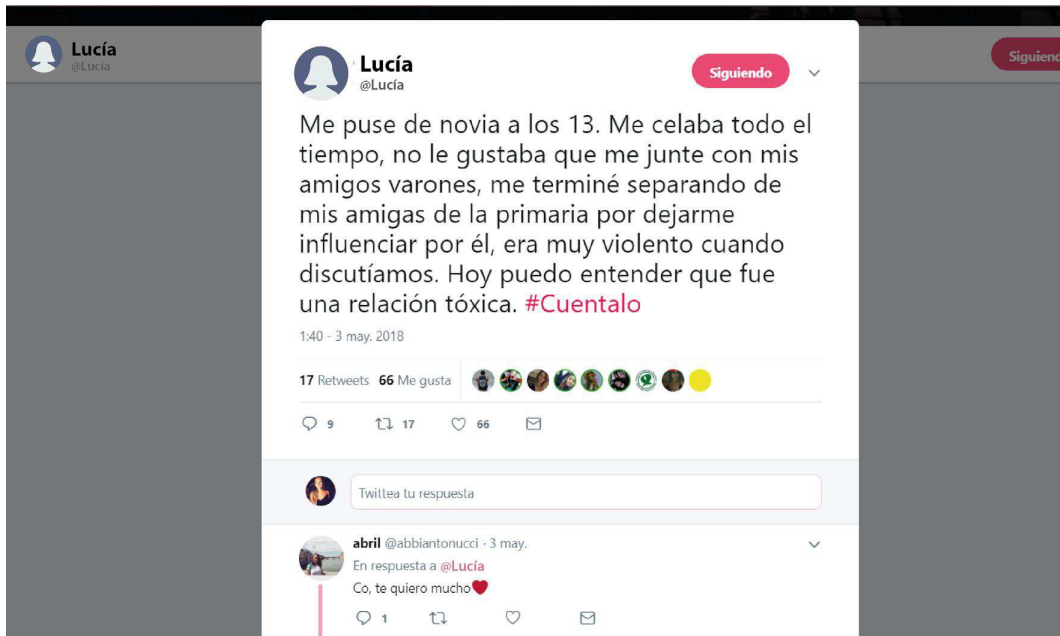 Lucía
@Lucía
Siguiend
Lucía
@Lucía
Siguiendo
Me puse de novia a los 13. Me celaba todo el
tiempo, no le gustaba que me junte con mis
amigos varones, me terminé separando de
mis amigas de la primaria por dejarme
influenciar por él, era muy violento cuando
discutíamos. Hoy puedo entender que fue
una relación tóxica. #Cuentalo
1:40 - 3 may. 2018
17 Retweets 66 Me gusta
9 17 66
Twittea tu respuesta
abril @abbiantonucci · 3 may.
En respuesta a @Lucía
Co, te quiero mucho❤
1